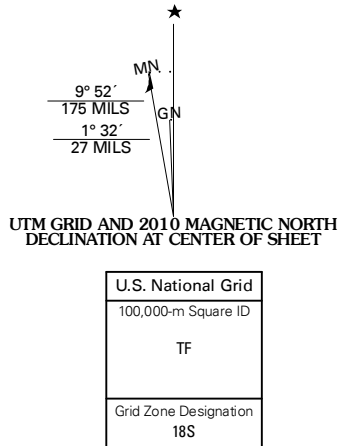 ★
MN
9° 52´
175 MILS
GN
1° 32´
27 MILS
UTM GRID AND 2010 MAGNETIC NORTH
DECLINATION AT CENTER OF SHEET
U.S. National Grid
100,000-m Square ID
TF
Grid Zone Designation
18S